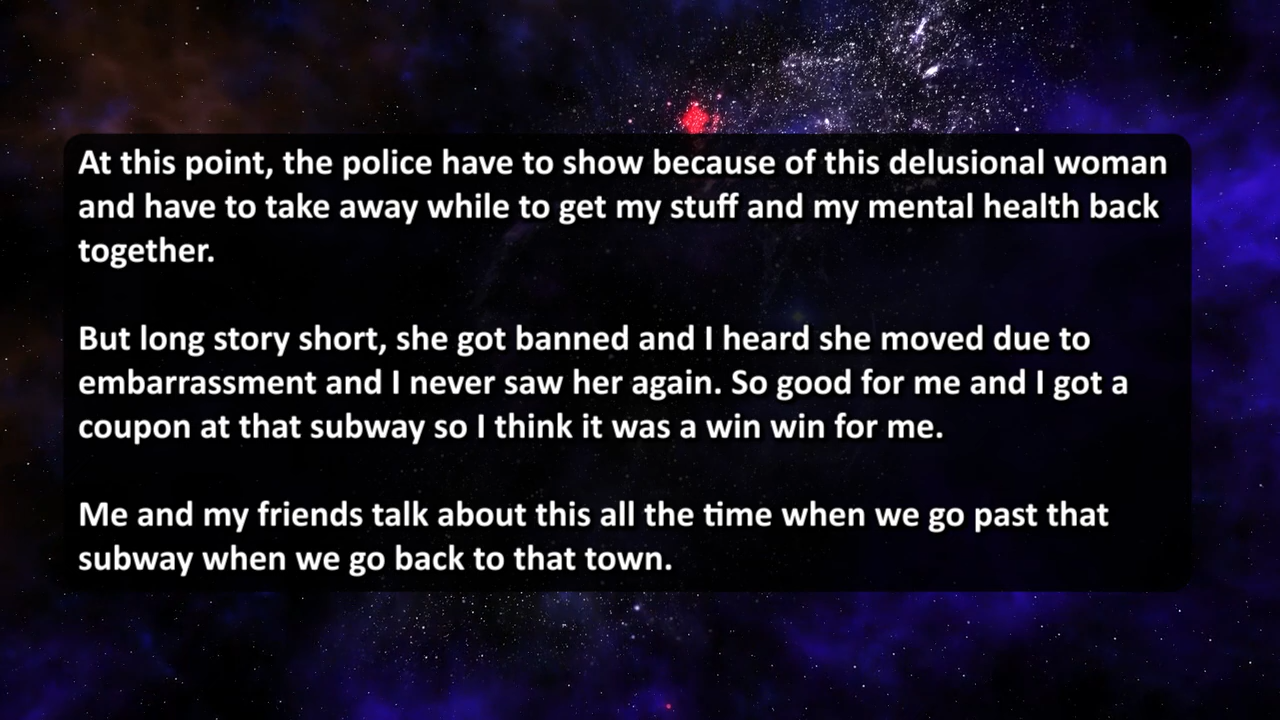 At this point, the police have to show because of this delusional woman
and have to take away while to get my stuff and my mental health back
together.
But long story short, she got banned and I heard she moved due to
embarrassment and I never saw her again. So good for me and I got a
coupon at that subway so I think it was a win win for me.
Me and my friends talk about this all the time when we go past that
subway when we go back to that town.